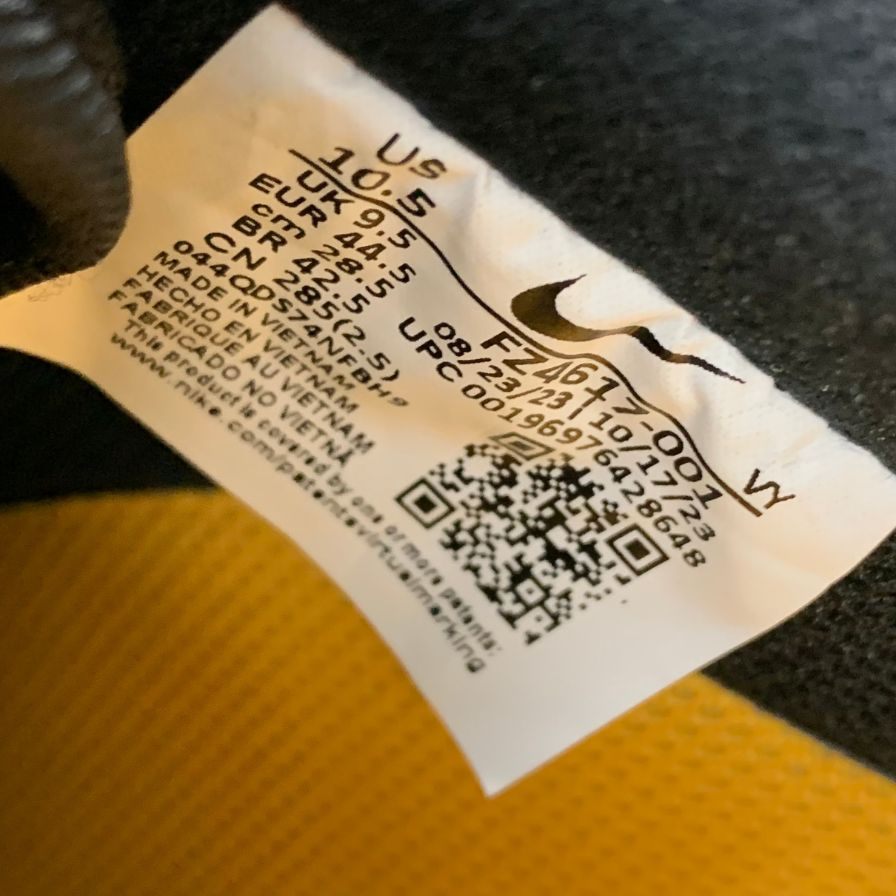 US
10.5
UK 9.5
EUR 44.5
cm 28.5
BR 42.5
CN 285(2.5)
MADE IN VIETNAM
HECHO EN VIETNAM
FABRIQUE AU VIETNAM
FABRICADO NO VIETNÃ
This product is covered by one or more patents:
www.nike.com/patentsvirtualmarking
VY
FZ4617-001
08/23/23 | 10/17/23
UPC 00196976428648